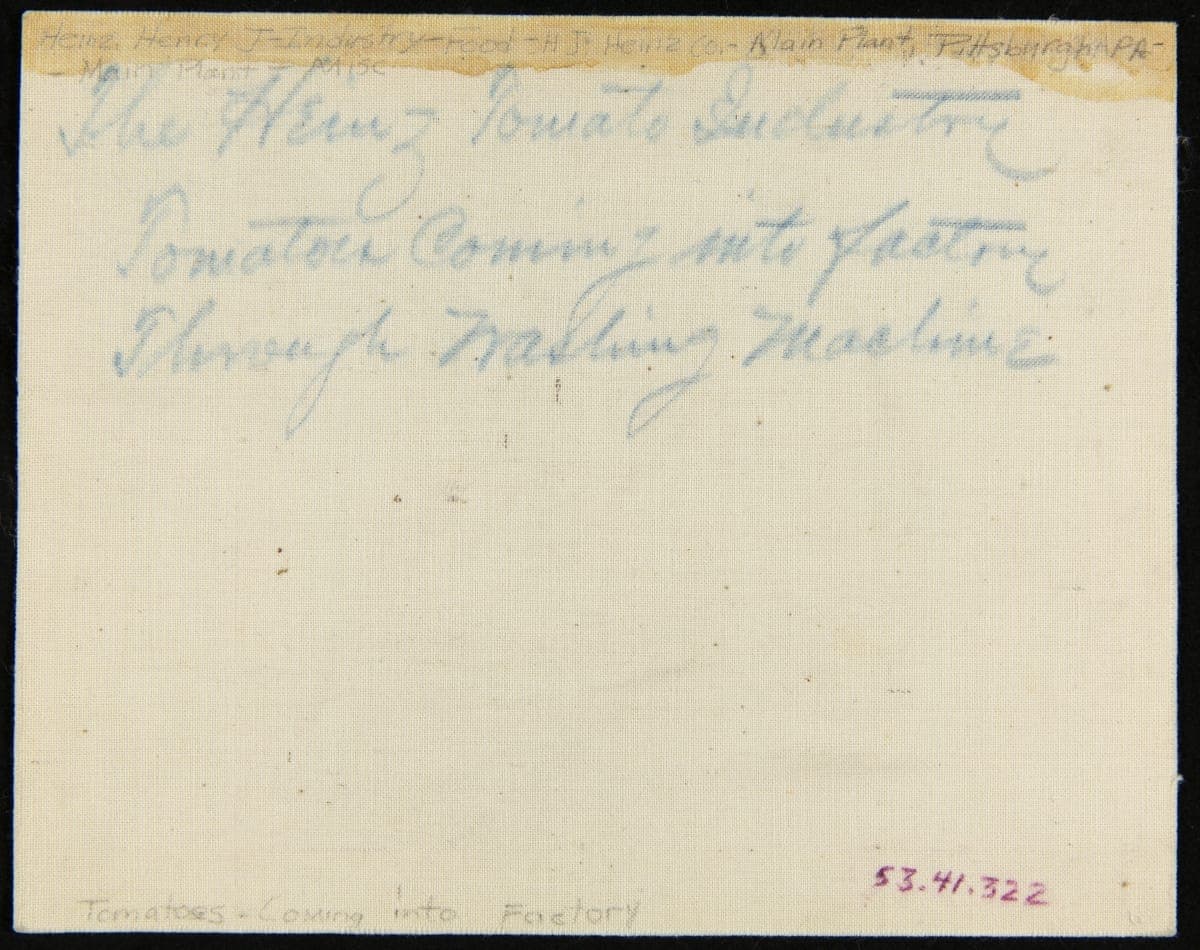 Heinz, Henry J-Industry-Food-H J Heinz Co.- Main Plant, Pittsburgh, PA-
- Main Plant - Misc
The Heinz Tomato Industry
Tomatoes Coming into factory
Through Washing Machine
53.41.322
Tomatoes - Coming into Factory